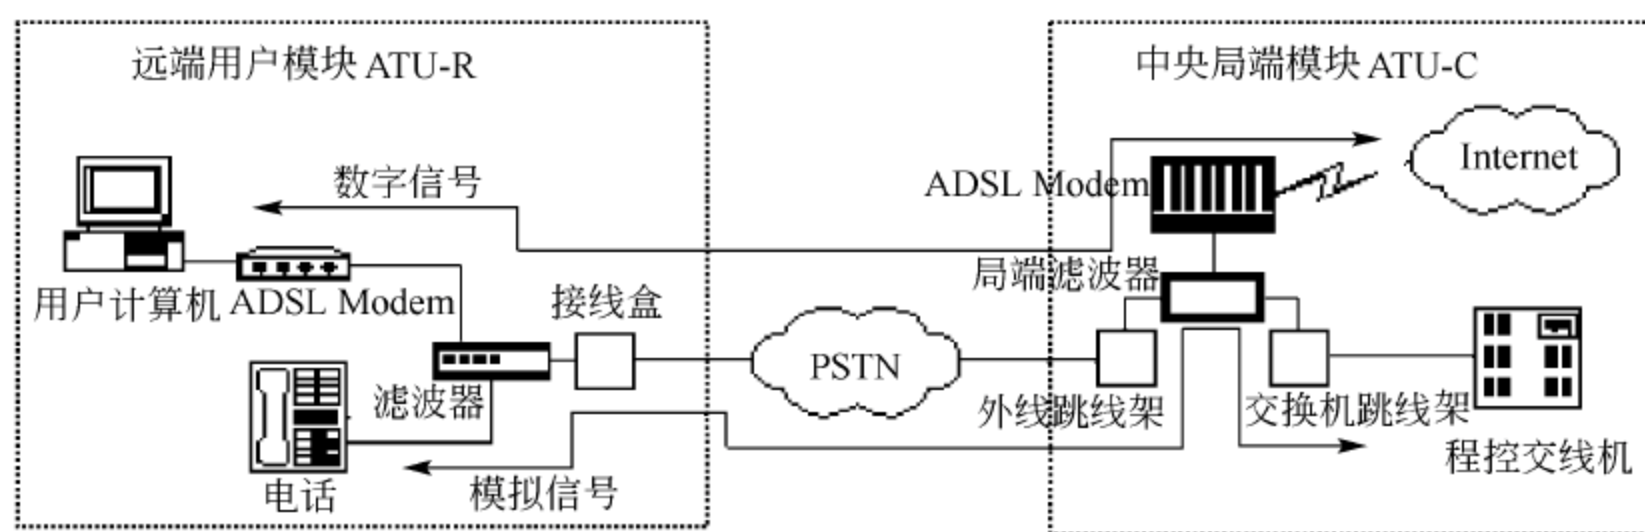 远端用户模块 ATU-R
中央局端模块 ATU-C
Internet
数字信号
ADSL Modem
局端滤波器
用户计算机
ADSL Modem
接线盒
PSTN
滤波器
外线跳线架
交换机跳线架
程控交线机
电话
模拟信号